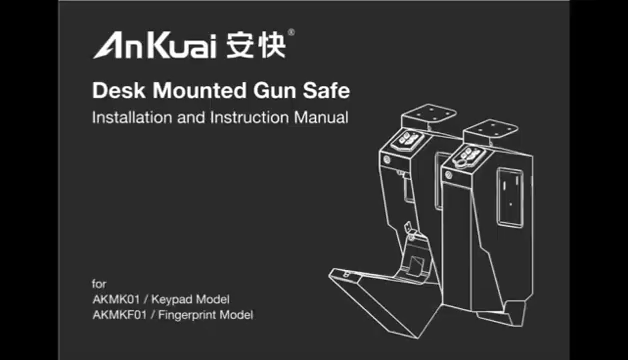 AnKuai 安快®
Desk Mounted Gun Safe
Installation and Instruction Manual
for
AKMK01 / Keypad Model
AKMKF01 / Fingerprint Model